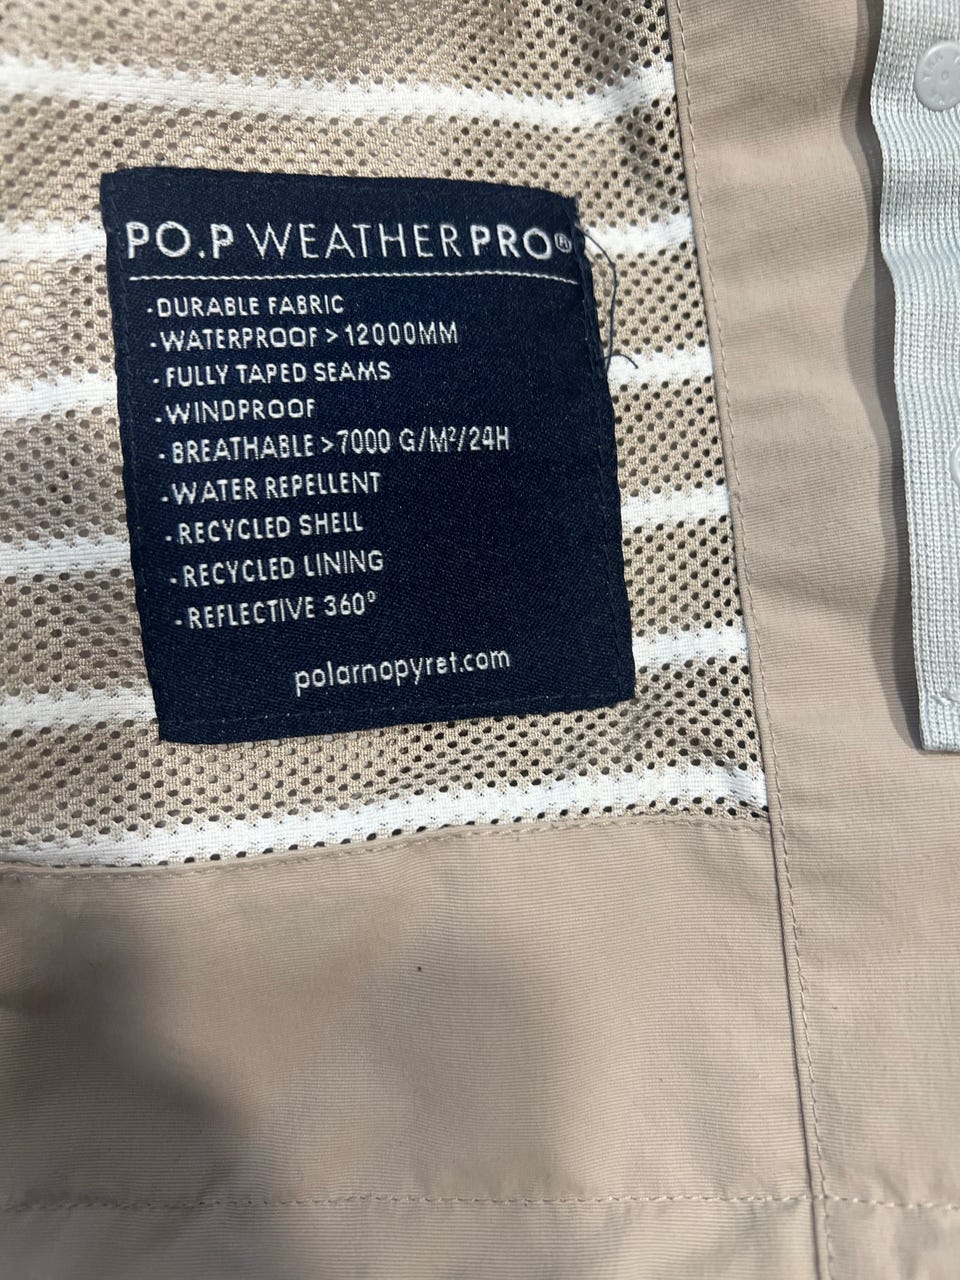 PO.P WEATHERPRO®
·DURABLE FABRIC
·WATERPROOF > 12000MM
·FULLY TAPED SEAMS
·WINDPROOF
·BREATHABLE >7000 G/M²/24H
·WATER REPELLENT
·RECYCLED SHELL
·RECYCLED LINING
·REFLECTIVE 360°
polarnopyret.com